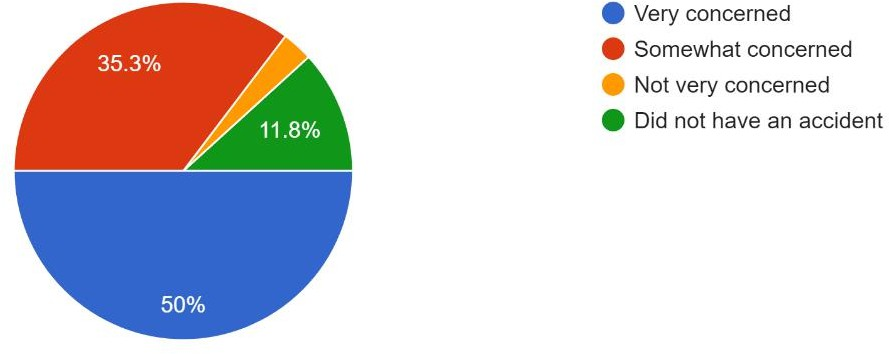 Very concerned
Somewhat concerned
Not very concerned
Did not have an accident
35.3%
11.8%
50%